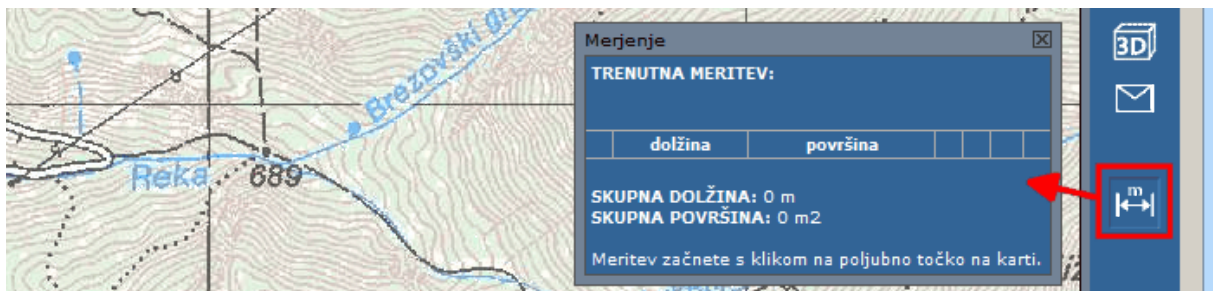 Brezovški gr
Reka
689
Merjenje
TRENUTNA MERITEV:
dolžina površina
SKUPNA DOLŽINA: 0 m
SKUPNA POVRŠINA: 0 m2
Meritev začnete s klikom na poljubno točko na karti.
3D
m